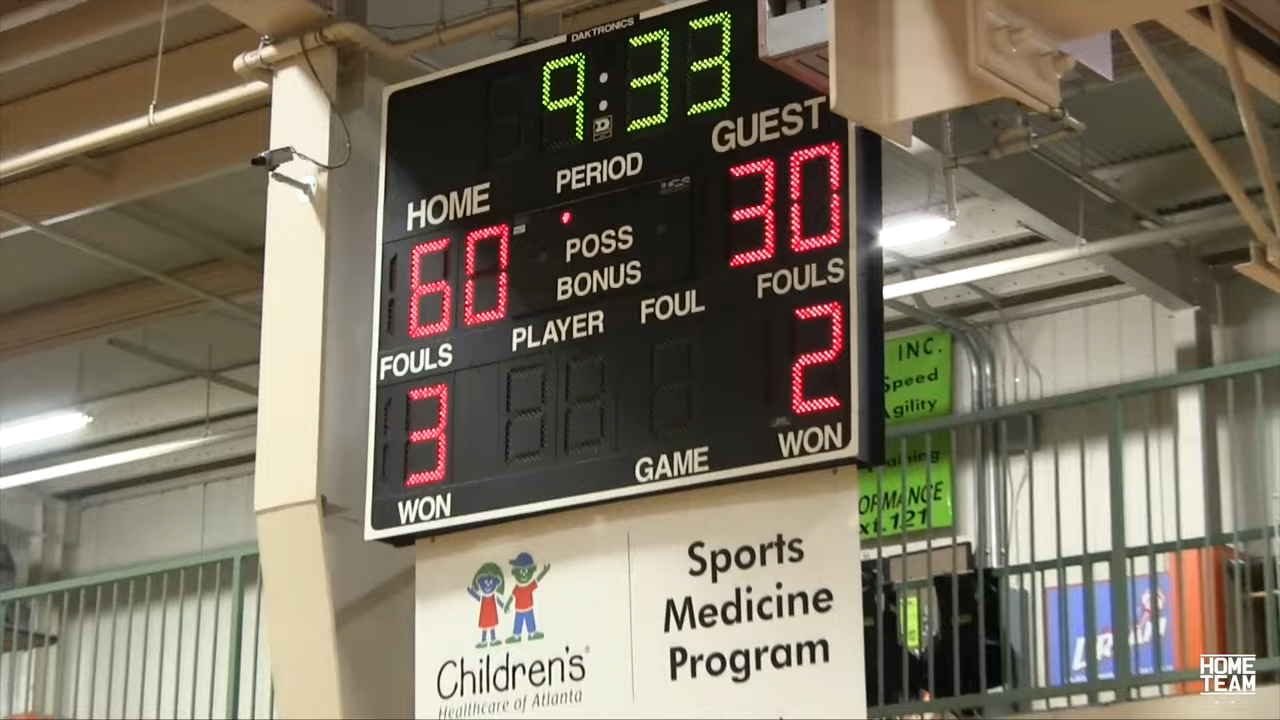 DAKTRONICS
9:33
GUEST
PERIOD
HOME
30
POSS
60
BONUS
FOULS
FOUL
PLAYER
FOULS
2
3
WON
GAME
WON
INC.
Speed
Agility
ORMANCE
xt.121
Sports
Medicine
Program
Children's
Healthcare of Atlanta
HOME
TEAM